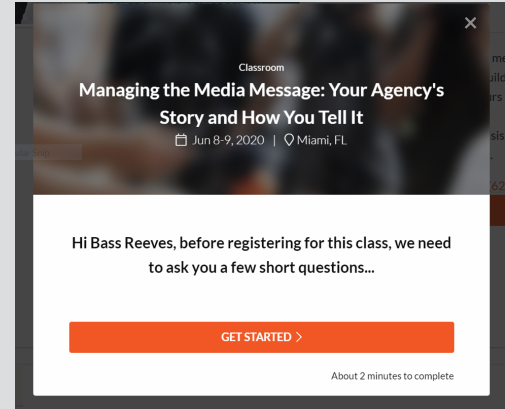 Classroom
Managing the Media Message: Your Agency's
Story and How You Tell It
Jun 8-9, 2020 | Miami, FL
Hi Bass Reeves, before registering for this class, we need
to ask you a few short questions...
GET STARTED >
About 2 minutes to complete